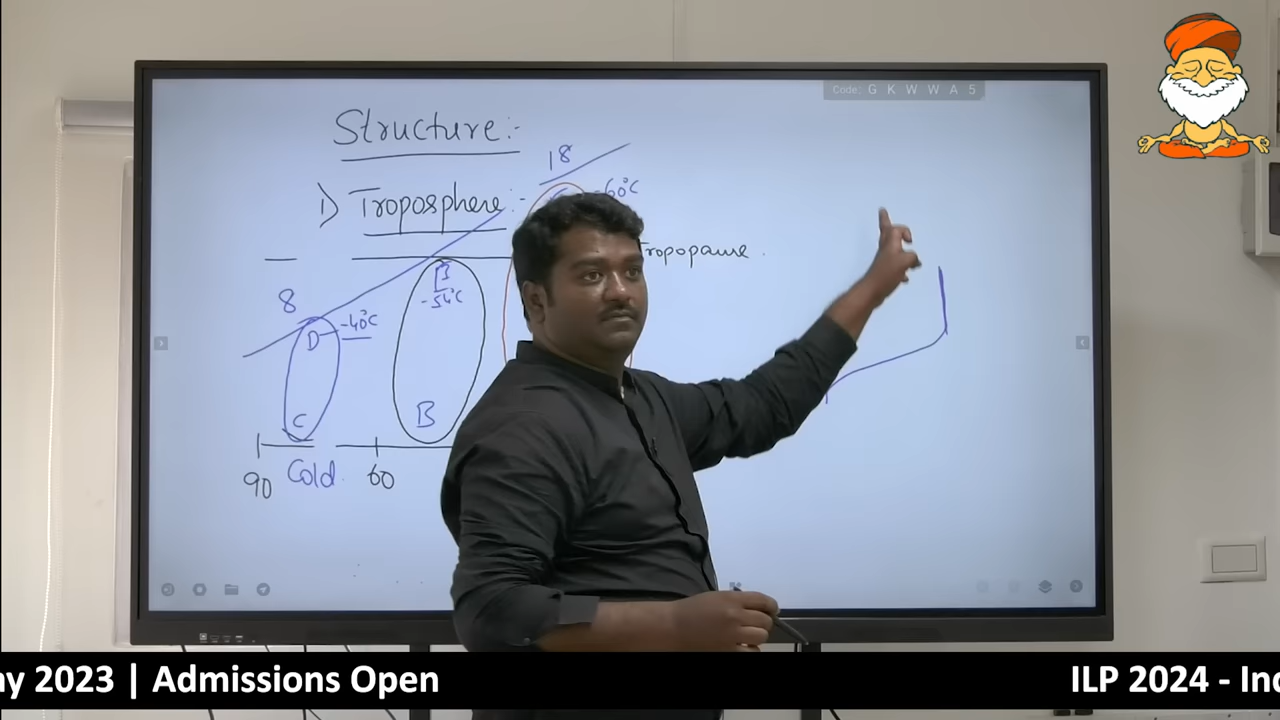 Code: G K W W A 5
Structure:-
18
1) Troposphere:-
-60°C
Tropopause.
B
-54°C
8
-40°C
D
C
B
90
Cold.
60
ay 2023 | Admissions Open
ILP 2024 - Inc